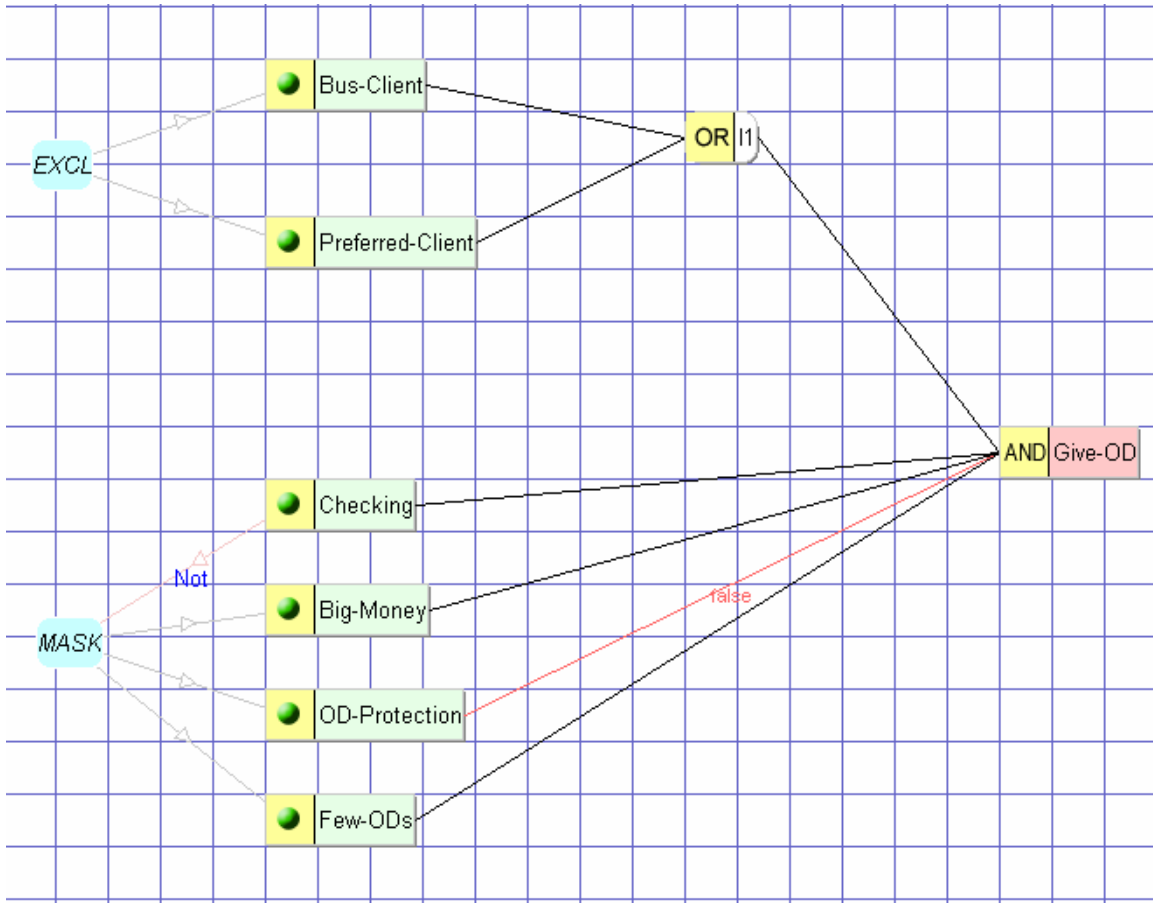 Bus-Client
OR I1
EXCL
Preferred-Client
AND Give-OD
Checking
Not
false
Big-Money
MASK
OD-Protection
Few-ODs